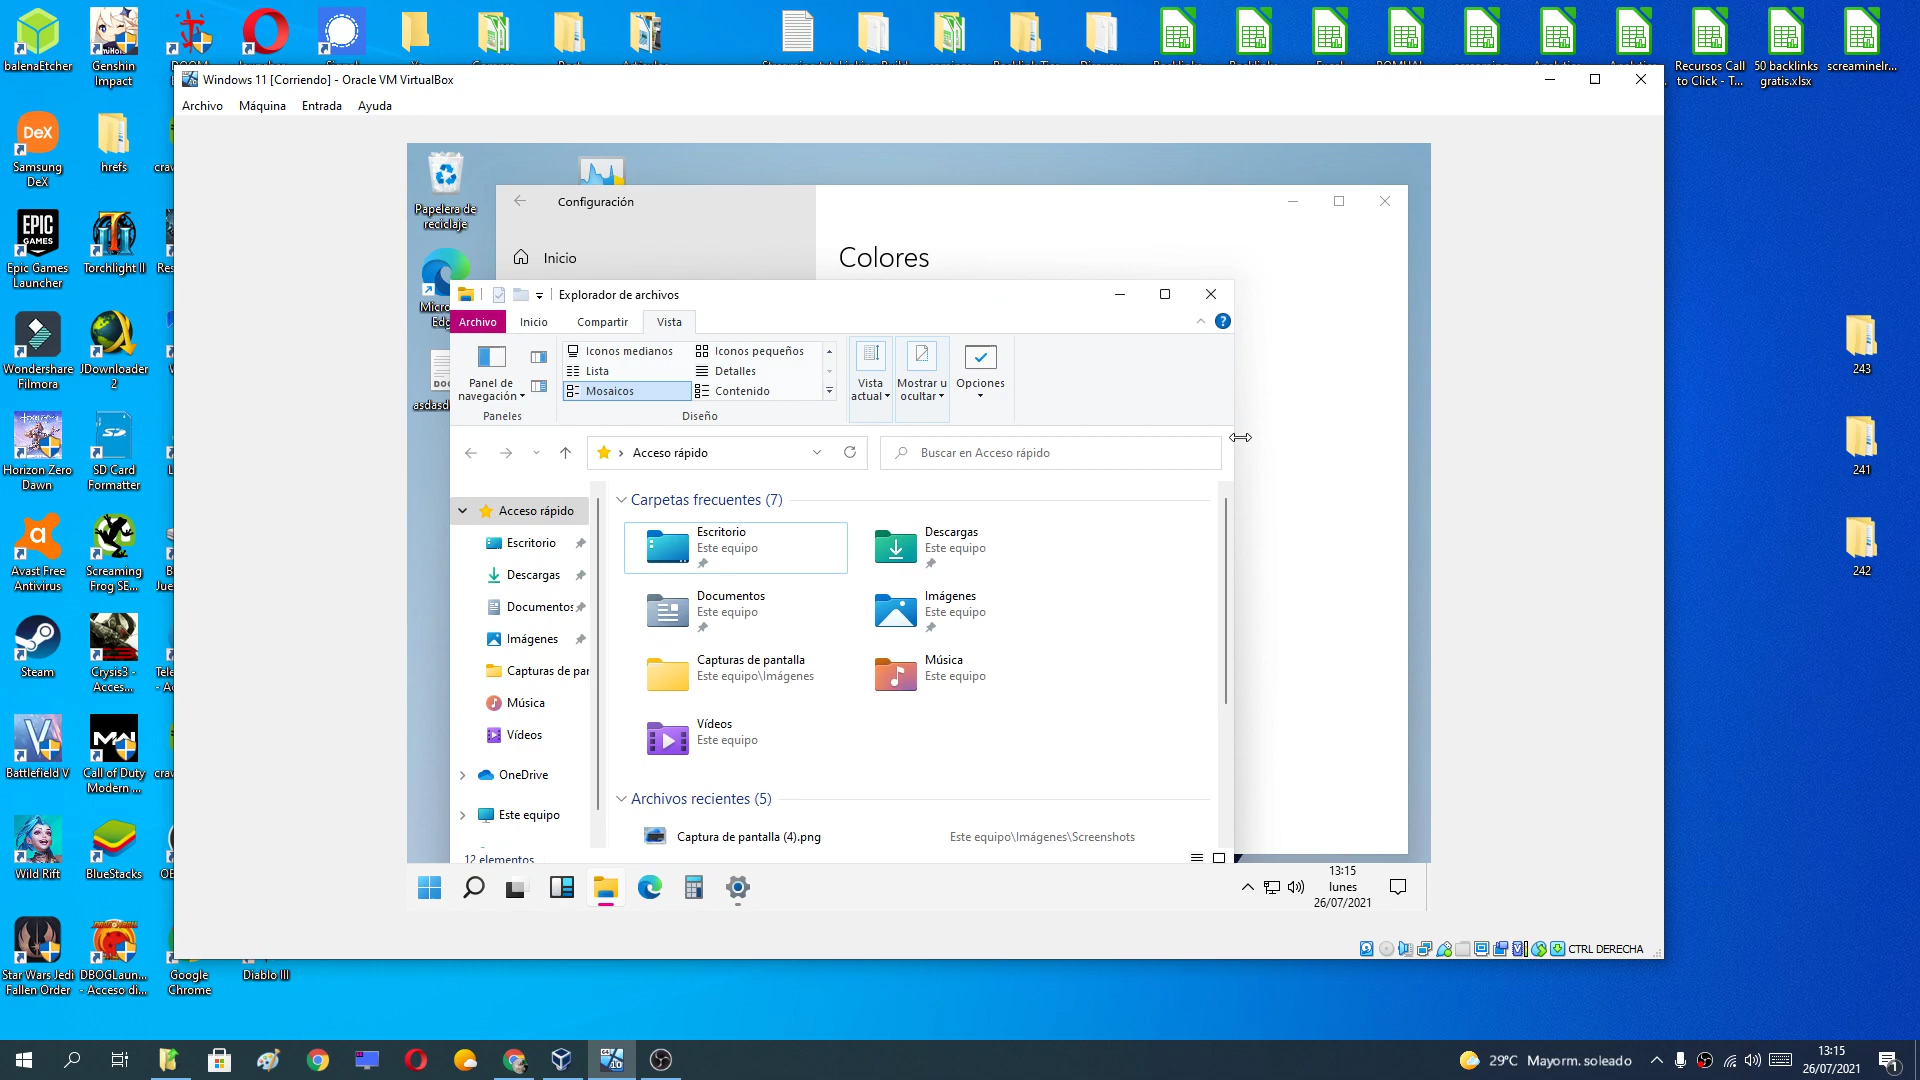 balenaEtcher
Genshin
Impact
Recursos Call
to Click - T...
50 backlinks
gratis.xlsx
screaminelr...
Windows 11 [Corriendo] - Oracle VM VirtualBox
Archivo Máquina Entrada Ayuda
DeX
Samsung
DeX
hrefs
EPIC
GAMES
Epic Games
Launcher
Torchlight II
Wondershare
Filmora
JDownloader
2
Horizon Zero
Dawn
SD Card
Formatter
Avast Free
Antivirus
Screaming
Frog SE...
Steam
Crysis3 -
Acces...
Battlefield V
Call of Duty
Modern ...
Wild Rift
BlueStacks
Star Wars Jedi
Fallen Order
DBOGLaun...
- Acceso di...
Google
Chrome
Diablo III
243
241
242
Papelera de
reciclaje
Configuración
Inicio
Colores
Explorador de archivos
Archivo Inicio Compartir Vista
Panel de
navegación
Paneles
Iconos medianos Iconos pequeños
Lista Detalles
Mosaicos Contenido
Diseño
Vista
actual
Mostrar u
ocultar
Opciones
Acceso rápido
Buscar en Acceso rápido
Acceso rápido
Escritorio
Descargas
Documentos
Imágenes
Capturas de pan
Música
Vídeos
OneDrive
Este equipo
Carpetas frecuentes (7)
Escritorio
Este equipo
Descargas
Este equipo
Documentos
Este equipo
Imágenes
Este equipo
Capturas de pantalla
Este equipo\Imágenes
Música
Este equipo
Vídeos
Este equipo
Archivos recientes (5)
Captura de pantalla (4).png Este equipo\Imágenes\Screenshots
12 elementos
13:15
lunes
26/07/2021
CTRL DERECHA
29°C Mayorm. soleado
13:15
26/07/2021
1